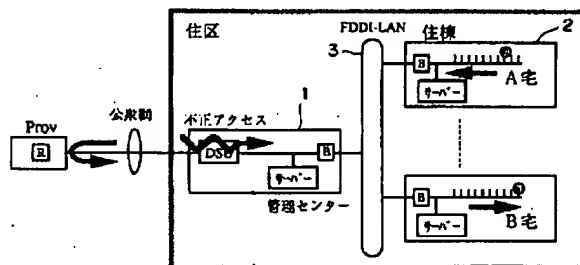 住区
FDDI-LAN
3
住棟
2
B
A宅
サーバー
公衆網
不正アクセス
1
Prov
R
DSU
B
サーバー
管理センター
B
B宅
サーバー